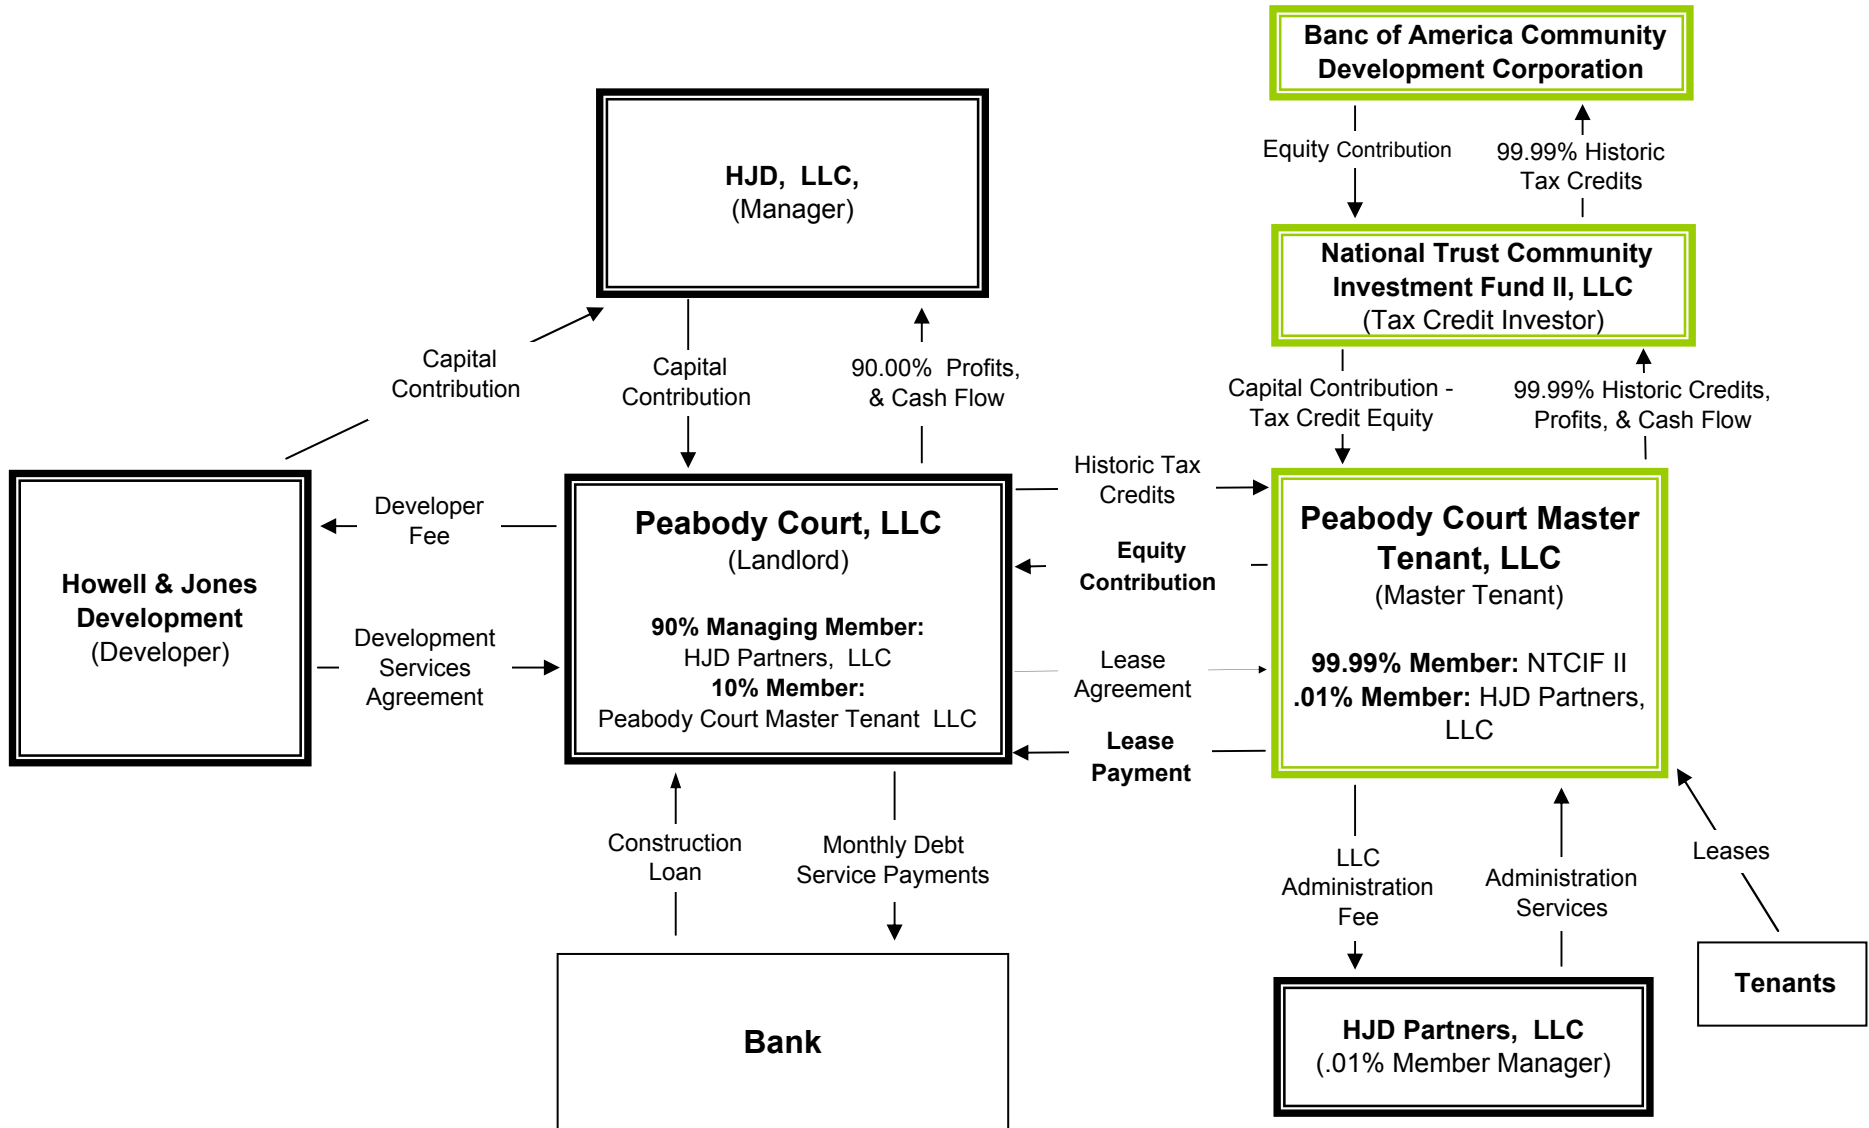 Banc of America Community
Development Corporation
Equity Contribution
99.99% Historic
Tax Credits
HJD,  LLC,
(Manager)
National Trust Community
Investment Fund II, LLC
(Tax Credit Investor)
Capital
Contribution
Capital
Contribution
90.00%  Profits,
& Cash Flow
Capital Contribution -
Tax Credit Equity
99.99% Historic Credits,
Profits, & Cash Flow
Howell & Jones
Development
(Developer)
Developer
Fee
Development
Services
Agreement
Peabody Court, LLC
(Landlord)
90% Managing Member:
HJD Partners,  LLC
10% Member:
Peabody Court Master Tenant  LLC
Historic Tax
Credits
Equity
Contribution
Lease
Agreement
Lease
Payment
Peabody Court Master
Tenant, LLC
(Master Tenant)
99.99% Member: NTCIF II
.01% Member: HJD Partners,
LLC
Construction
Loan
Monthly Debt
Service Payments
LLC
Administration
Fee
Administration
Services
Leases
Bank
HJD Partners,  LLC
(.01% Member Manager)
Tenants